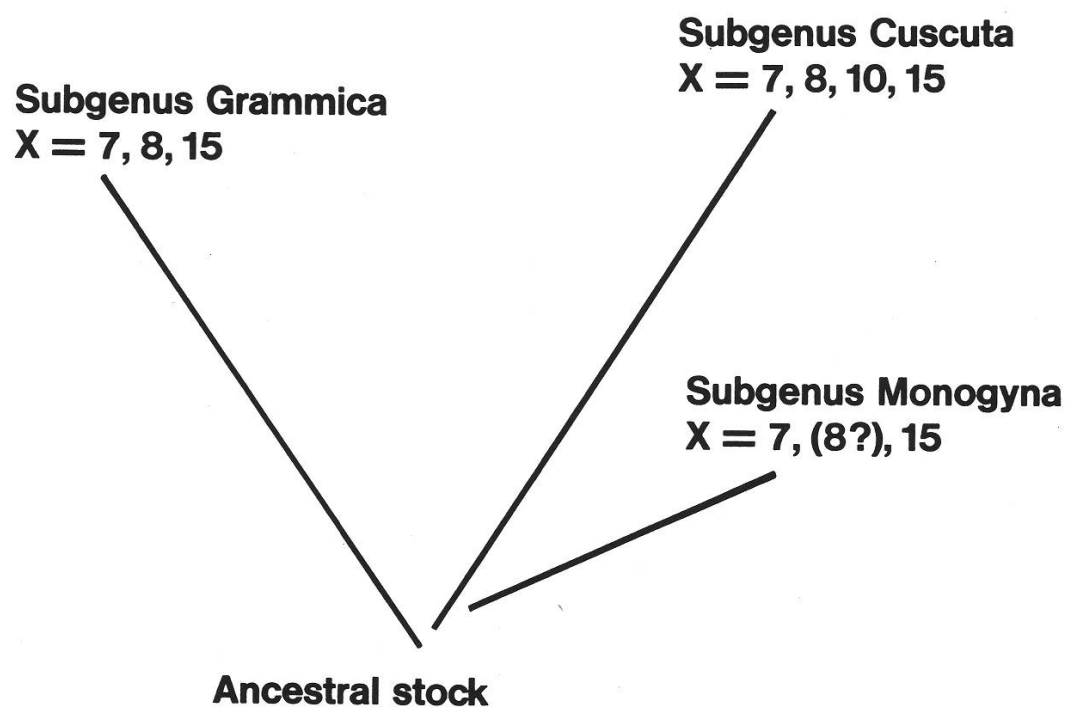 Subgenus Cuscuta
X = 7, 8, 10, 15
Subgenus Grammica
X = 7, 8, 15
Subgenus Monogyna
X = 7, (8?), 15
Ancestral stock